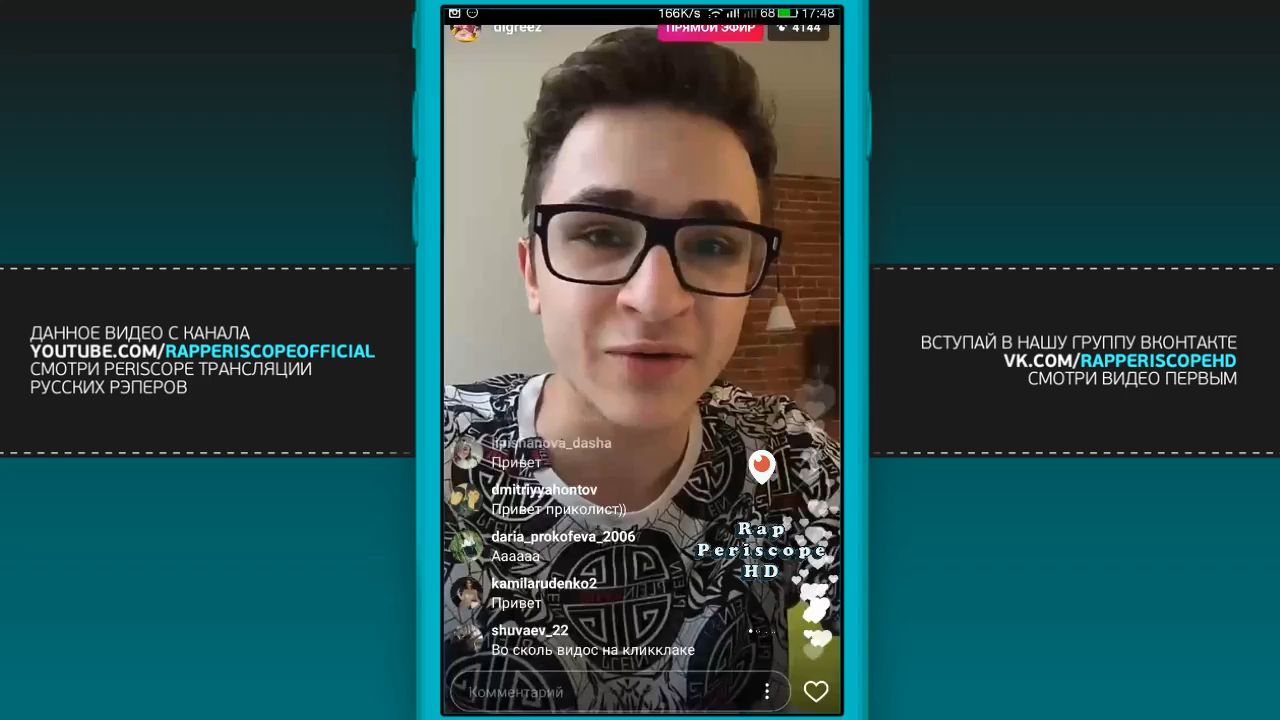 166K/s 68 17:48
digreez
ПРЯМОЙ ЭФИР
4144
ДАННОЕ ВИДЕО С КАНАЛА
YOUTUBE.COM/RAPPERISCOPEOFFICIAL
СМОТРИ PERISCOPE ТРАНСЛЯЦИИ
РУССКИХ РЭПЕРОВ
ВСТУПАЙ В НАШУ ГРУППУ ВКОНТАКТЕ
VK.COM/RAPPERISCOPEHD
СМОТРИ ВИДЕО ПЕРВЫМ
Привет
dmitriyyahontov
Привет приколист))
daria_prokofeva_2006
Аааааа
kamilarudenko2
Привет
shuvaev_22
Во сколь видос на кликклаке
Rap
Periscope
HD
Комментарий